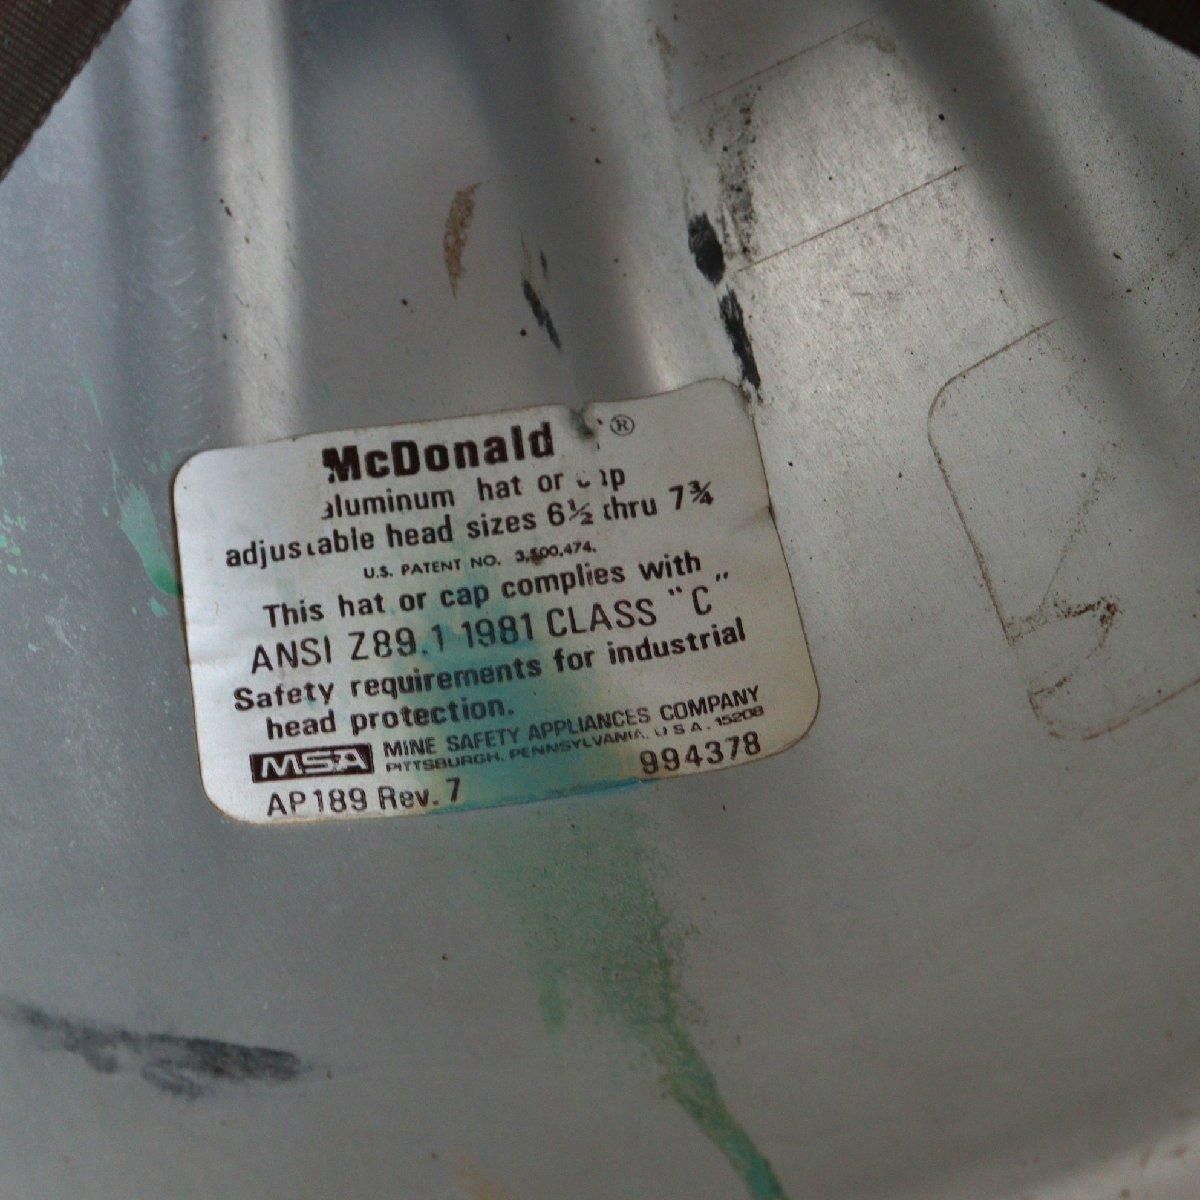 McDonald ®
aluminum hat or
adjustable head sizes 6½ thru 7¾
U.S. PATENT NO. 3,500,474.
This hat or cap complies with
ANSI Z89.1 1981 CLASS "C"
Safety requirements for industrial
head protection.
MSA MINE SAFETY APPLIANCES COMPANY
PITTSBURGH, PENNSYLVANIA, U.S.A. 15208
AP189 Rev. 7 994378